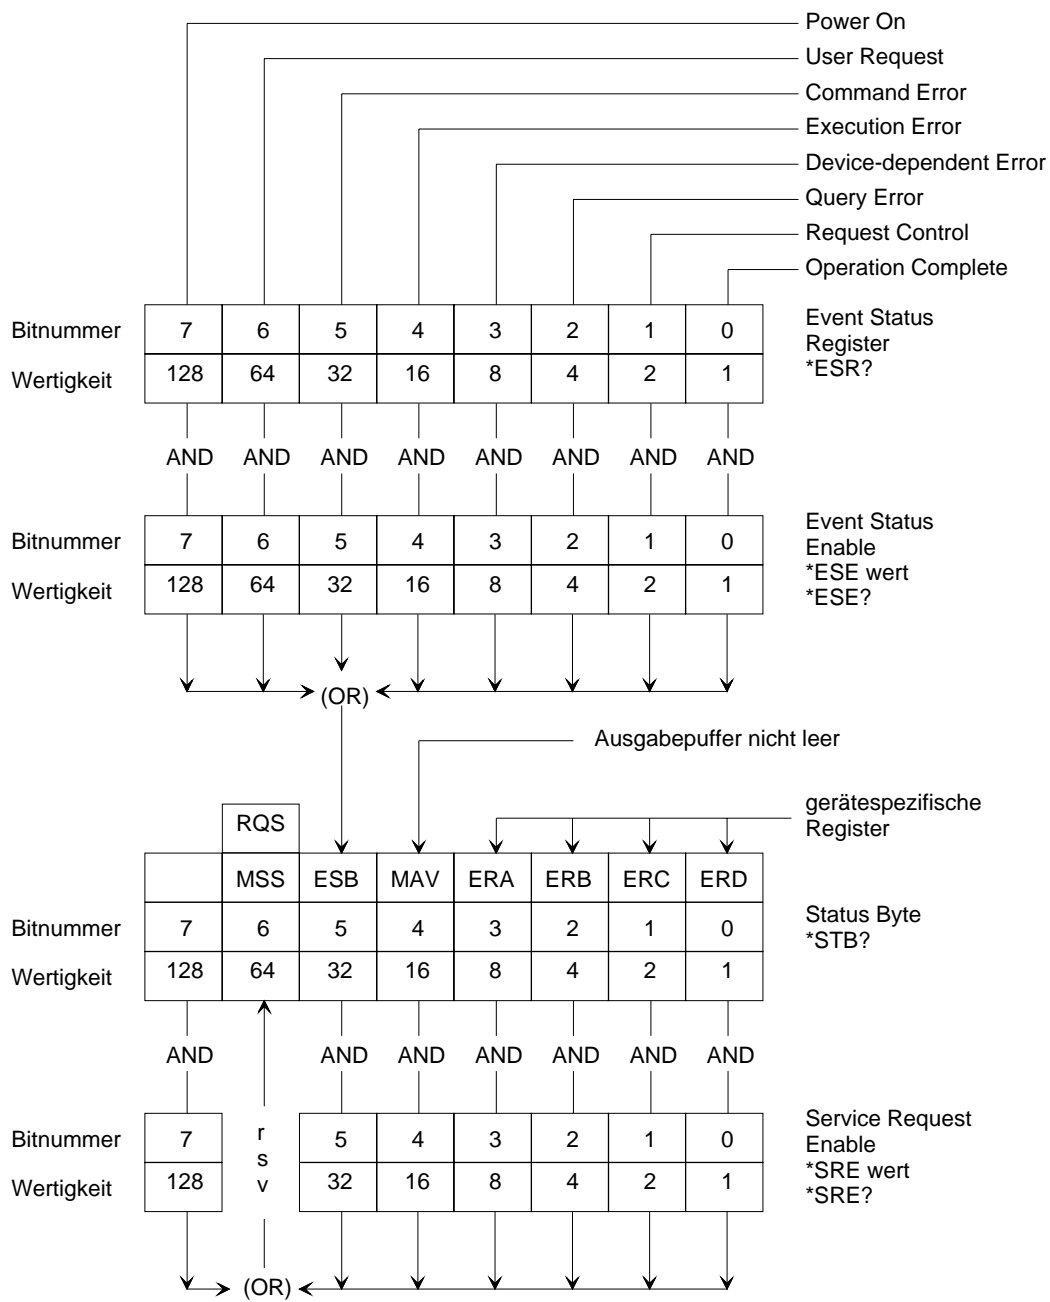 Power On
User Request
Command Error
Execution Error
Device-dependent Error
Query Error
Request Control
Operation Complete
Bitnummer 7 6 5 4 3 2 1 0
Wertigkeit 128 64 32 16 8 4 2 1
Event Status
Register
*ESR?
AND AND AND AND AND AND AND AND
Bitnummer 7 6 5 4 3 2 1 0
Wertigkeit 128 64 32 16 8 4 2 1
Event Status
Enable
*ESE wert
*ESE?
(OR)
Ausgabepuffer nicht leer
gerätespezifische
Register
RQS
MSS ESB MAV ERA ERB ERC ERD
Bitnummer 7 6 5 4 3 2 1 0
Wertigkeit 128 64 32 16 8 4 2 1
Status Byte
*STB?
AND AND AND AND AND AND AND
Bitnummer 7 5 4 3 2 1 0
Wertigkeit 128 32 16 8 4 2 1
r
s
v
Service Request
Enable
*SRE wert
*SRE?
(OR)